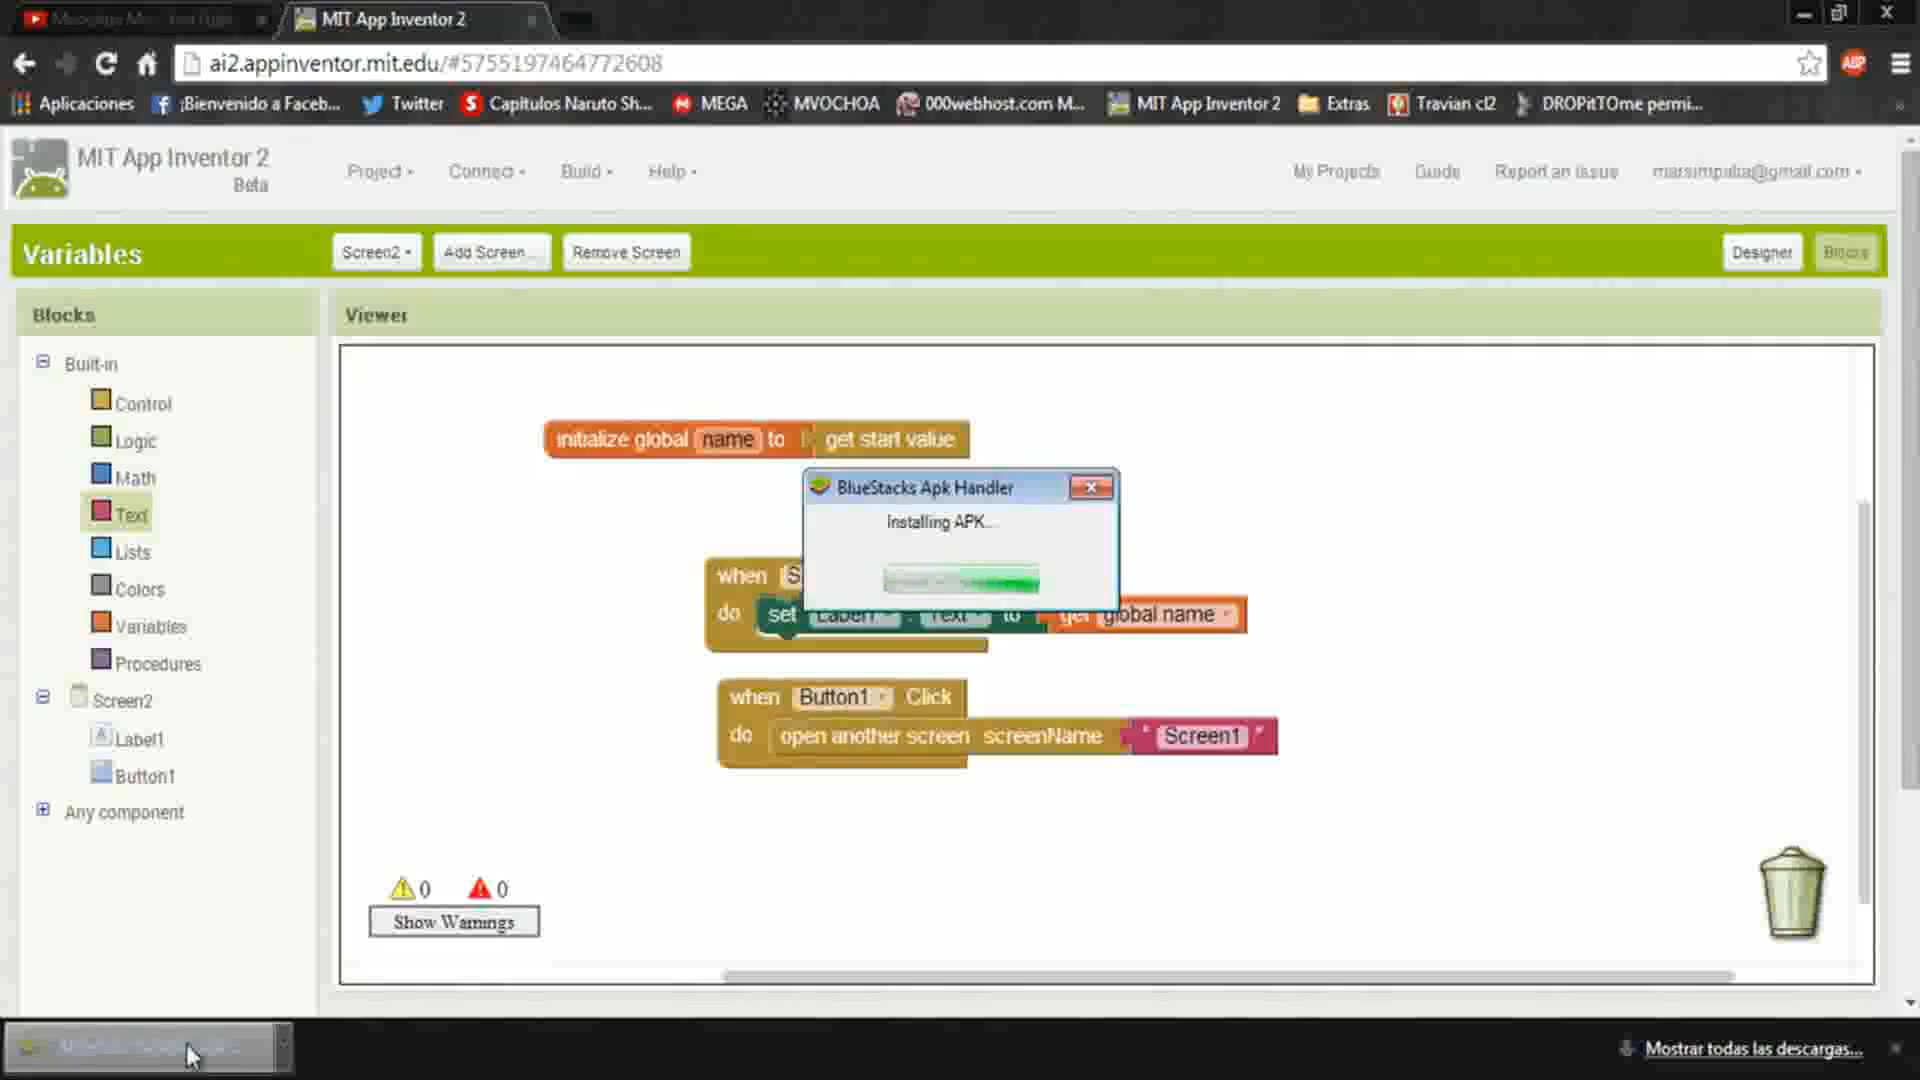 MIT App Inventor 2
ai2.appinventor.mit.edu/#5755197464772608
ABP
Aplicaciones
¡Bienvenido a Faceb...
Twitter
Capitulos Naruto Sh...
MEGA
MVOCHOA
000webhost.com M...
MIT App Inventor 2
Extras
Travian cl2
DROPitTOme permi...
MIT App Inventor 2
Beta
Project
Connect
Build
Help
My Projects
Guide
Report an Issue
Variables
Screen2
Add Screen...
Remove Screen
Designer
Blocks
Blocks
Viewer
Built-in
Control
Logic
Math
Text
Lists
Colors
Variables
Procedures
Screen2
Label1
Button1
Any component
initialize global name to get start value
BlueStacks Apk Handler
Installing APK...
when S
do set Label1 . Text to get global name
when Button1 Click
do open another screen screenName " Screen1 "
0 0
Show Warnings
Mostrar todas las descargas...